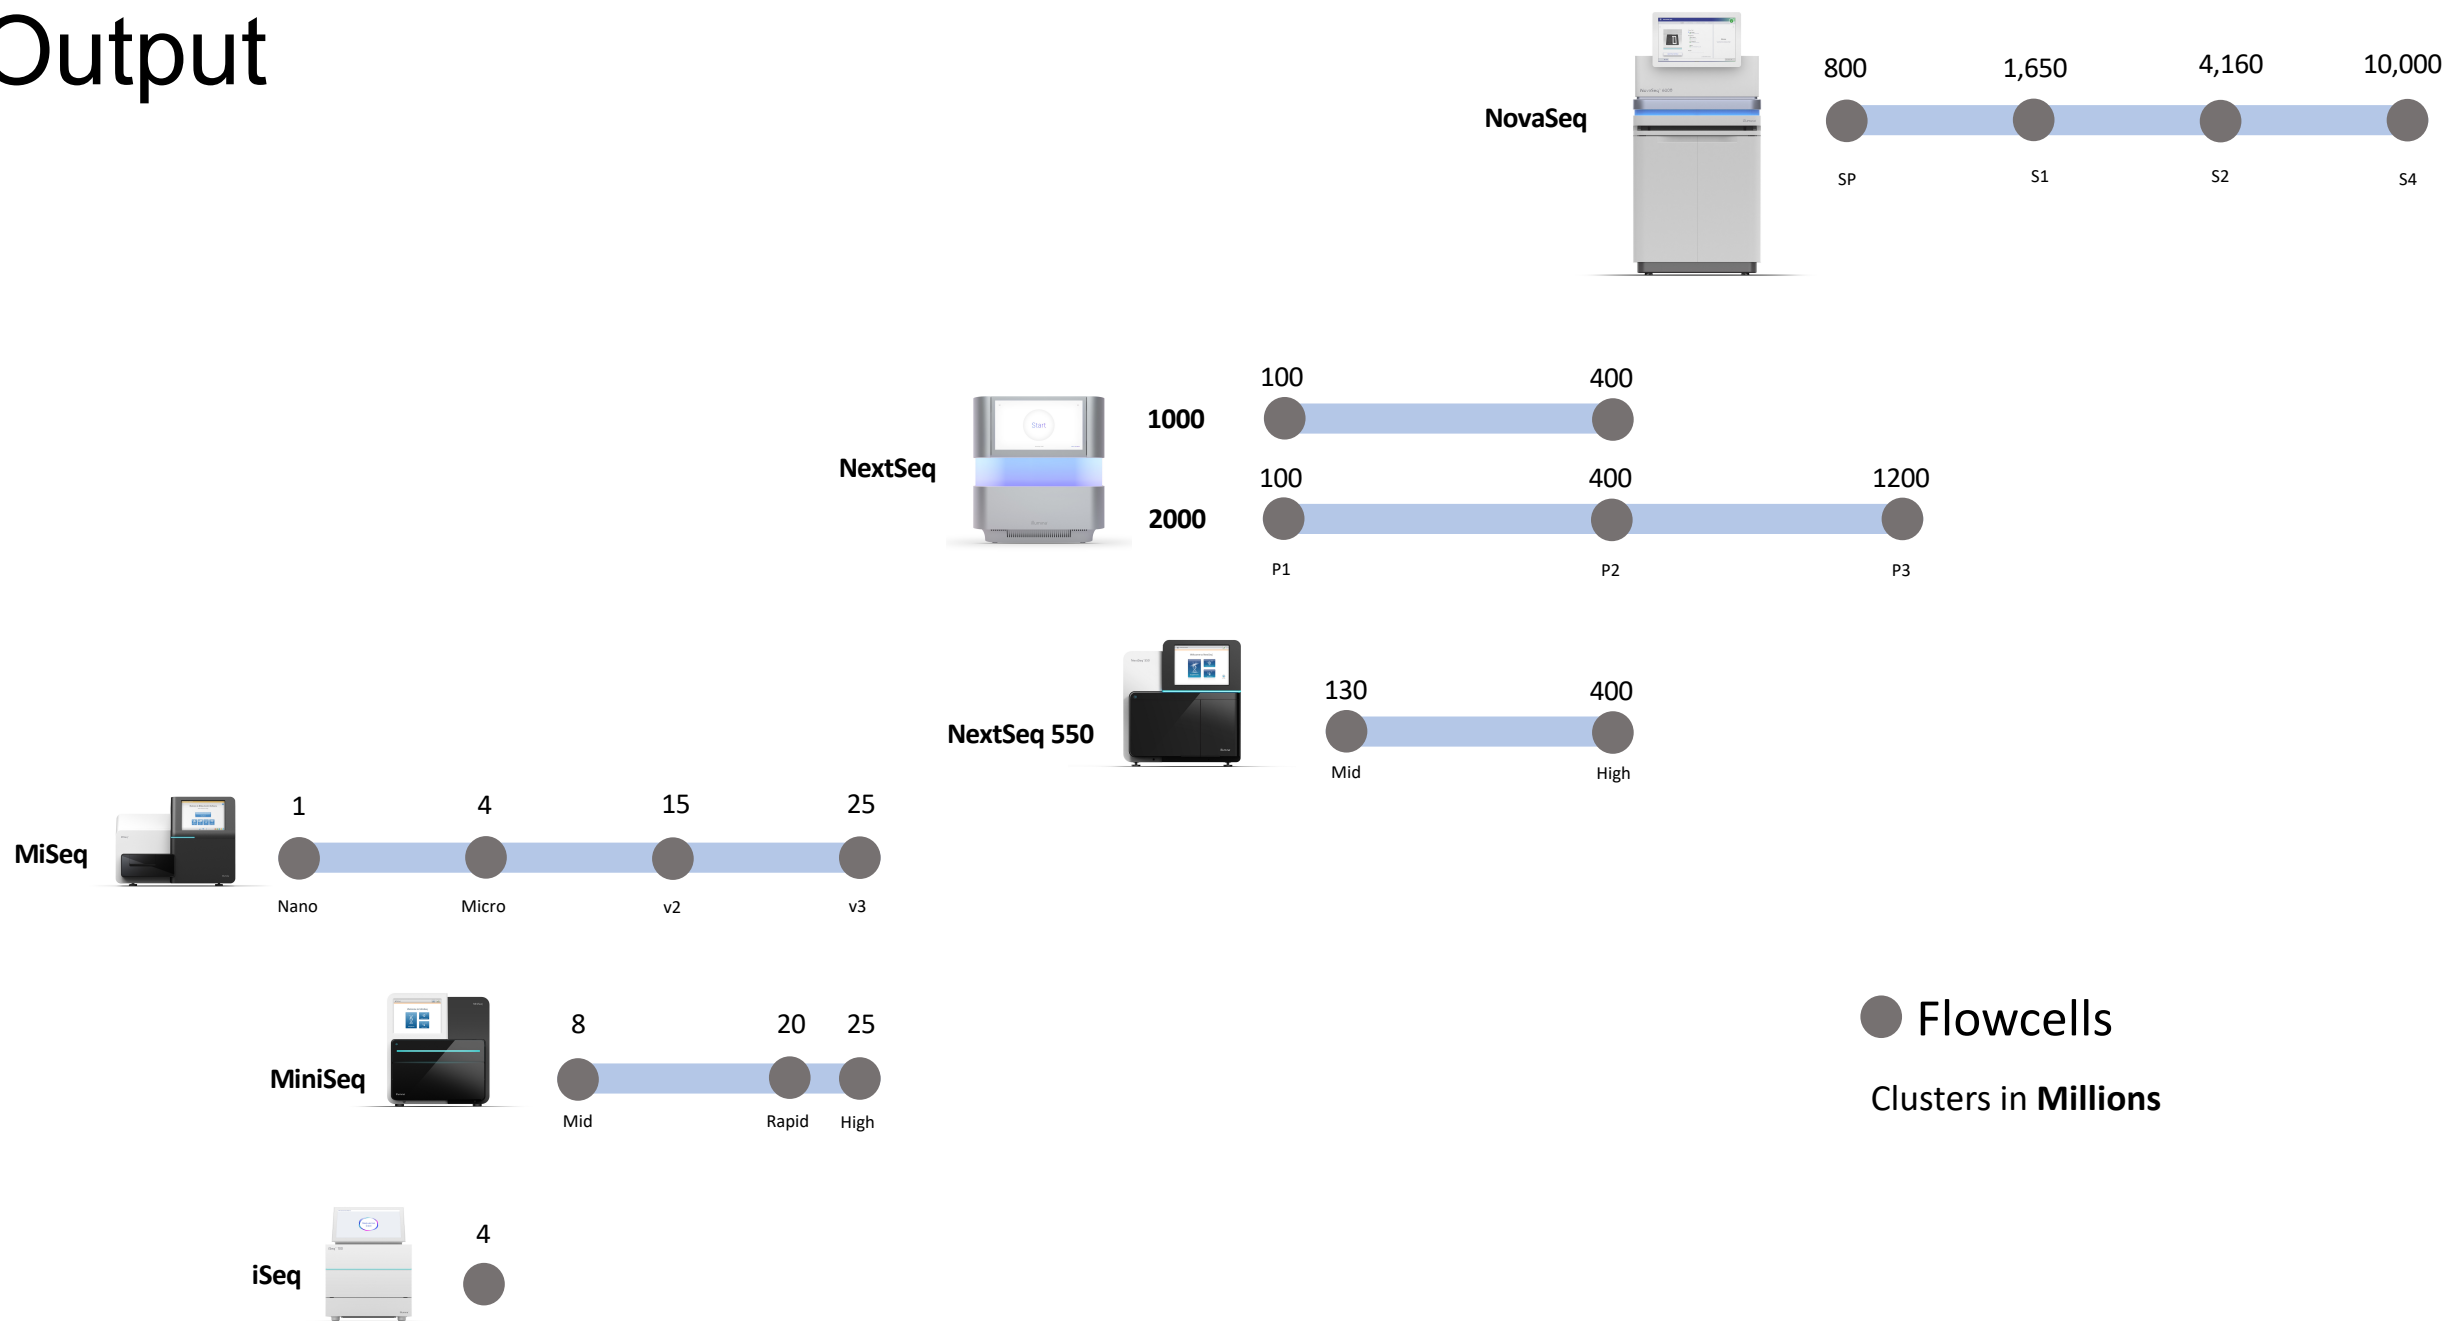 Output
800 1,650 4,160 10,000
NovaSeq
SP S1 S2 S4
100 400
1000
NextSeq
Start
100 400 1200
2000
P1 P2 P3
130 400
NextSeq 550
Mid High
1 4 15 25
MiSeq
Nano Micro v2 v3
8 20 25
MiniSeq
Mid Rapid High
4
iSeq
Flowcells
Clusters in Millions